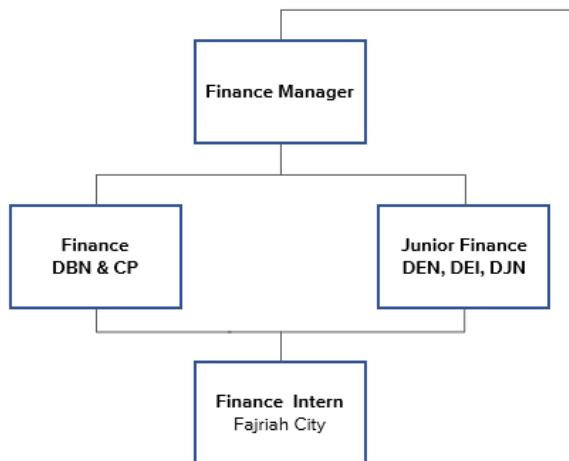 Finance Manager
Finance
DBN & CP
Junior Finance
DEN, DEI, DJN
Finance Intern
Fajriah City